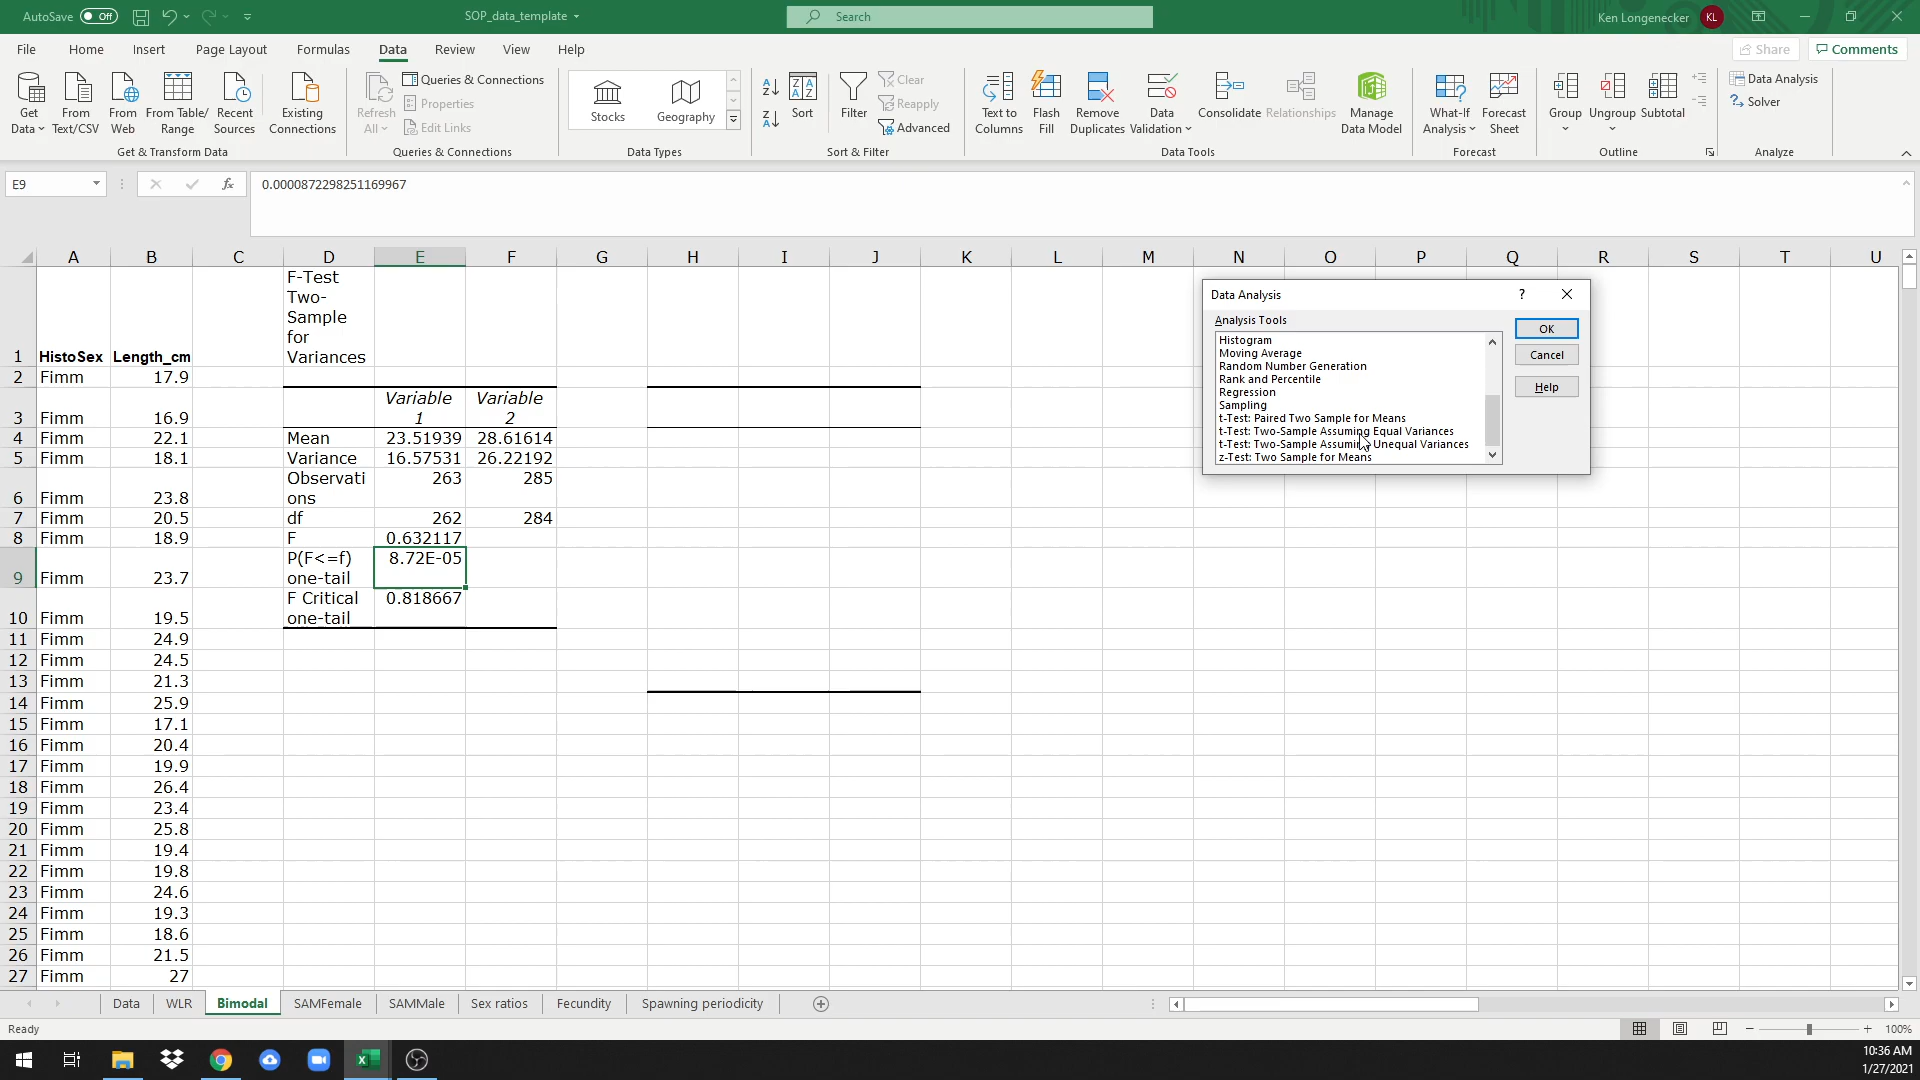 AutoSave Off
SOP_data_template
Search
Ken Longenecker KL
File Home Insert Page Layout Formulas Data Review View Help
Share Comments
Get Data
From Text/CSV
From Web
From Table/ Range
Recent Sources
Existing Connections
Get & Transform Data
Refresh All
Queries & Connections
Properties
Edit Links
Queries & Connections
Stocks
Geography
Data Types
Sort
Filter
Clear
Reapply
Advanced
Sort & Filter
Text to Columns
Flash Fill
Remove Duplicates
Data Validation
Consolidate
Relationships
Manage Data Model
Data Tools
What-If Analysis
Forecast Sheet
Forecast
Group
Ungroup
Subtotal
Outline
Data Analysis
Solver
Analyze
E9 fx 0.0000872298251169967
A B C D E F G H I J K L M N O P Q R S T U
F-Test
Two-
Sample
for
1 HistoSex Length_cm Variances
2 Fimm 17.9
Variable Variable
3 Fimm 16.9 1 2
4 Fimm 22.1 Mean 23.51939 28.61614
5 Fimm 18.1 Variance 16.57531 26.22192
Observati 263 285
6 Fimm 23.8 ons
7 Fimm 20.5 df 262 284
8 Fimm 18.9 F 0.632117
P(F<=f) 8.72E-05
9 Fimm 23.7 one-tail
F Critical 0.818667
10 Fimm 19.5 one-tail
11 Fimm 24.9
12 Fimm 24.5
13 Fimm 21.3
14 Fimm 25.9
15 Fimm 17.1
16 Fimm 20.4
17 Fimm 19.9
18 Fimm 26.4
19 Fimm 23.4
20 Fimm 25.8
21 Fimm 19.4
22 Fimm 19.8
23 Fimm 24.6
24 Fimm 19.3
25 Fimm 18.6
26 Fimm 21.5
27 Fimm 27
Data Analysis ?
Analysis Tools
Histogram
Moving Average
Random Number Generation
Rank and Percentile
Regression
Sampling
t-Test: Paired Two Sample for Means
t-Test: Two-Sample Assuming Equal Variances
t-Test: Two-Sample Assuming Unequal Variances
z-Test: Two Sample for Means
OK
Cancel
Help
Data WLR Bimodal SAMFemale SAMMale Sex ratios Fecundity Spawning periodicity
Ready
100%
10:36 AM
1/27/2021